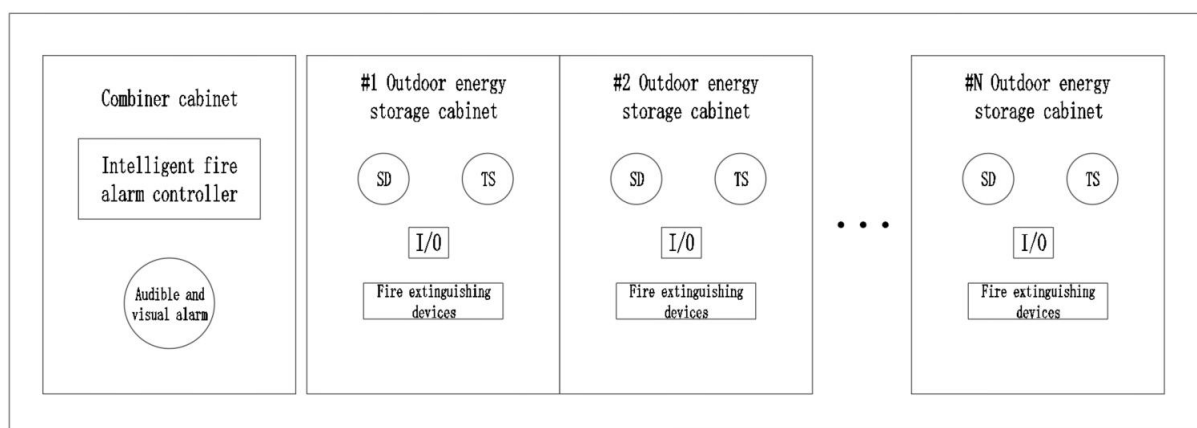 Combiner cabinet
Intelligent fire
alarm controller
Audible and
visual alarm
#1 Outdoor energy
storage cabinet
SD
TS
I/O
Fire extinguishing
devices
#2 Outdoor energy
storage cabinet
SD
TS
I/O
Fire extinguishing
devices
...
#N Outdoor energy
storage cabinet
SD
TS
I/O
Fire extinguishing
devices